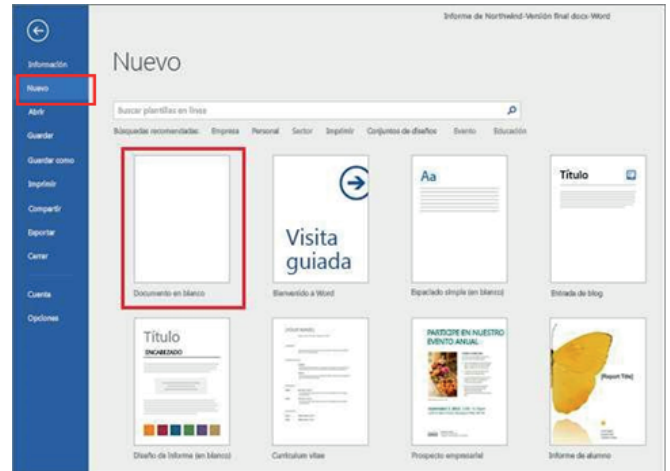 Informe de Northwind-Versión final docx-Word
Información
Nuevo
Abrir
Guardar
Guardar como
Imprimir
Compartir
Exportar
Cerrar
Cuenta
Opciones
Nuevo
Buscar plantillas en línea
Búsquedas recomendadas: Empresa Personal Sector Imprimir Conjuntos de diseños Evento Educación
Visita
guiada
Aa
Título
Documento en blanco
Bienvenido a Word
Espaciado simple (en blanco)
Entrada de blog
Título
ENCABEZADO
PARTICIPE EN NUESTRO
EVENTO ANUAL
[Report Title]
Diseño de Informe (en blanco)
Curriculum vitae
Prospecto empresarial
Informe de alumno